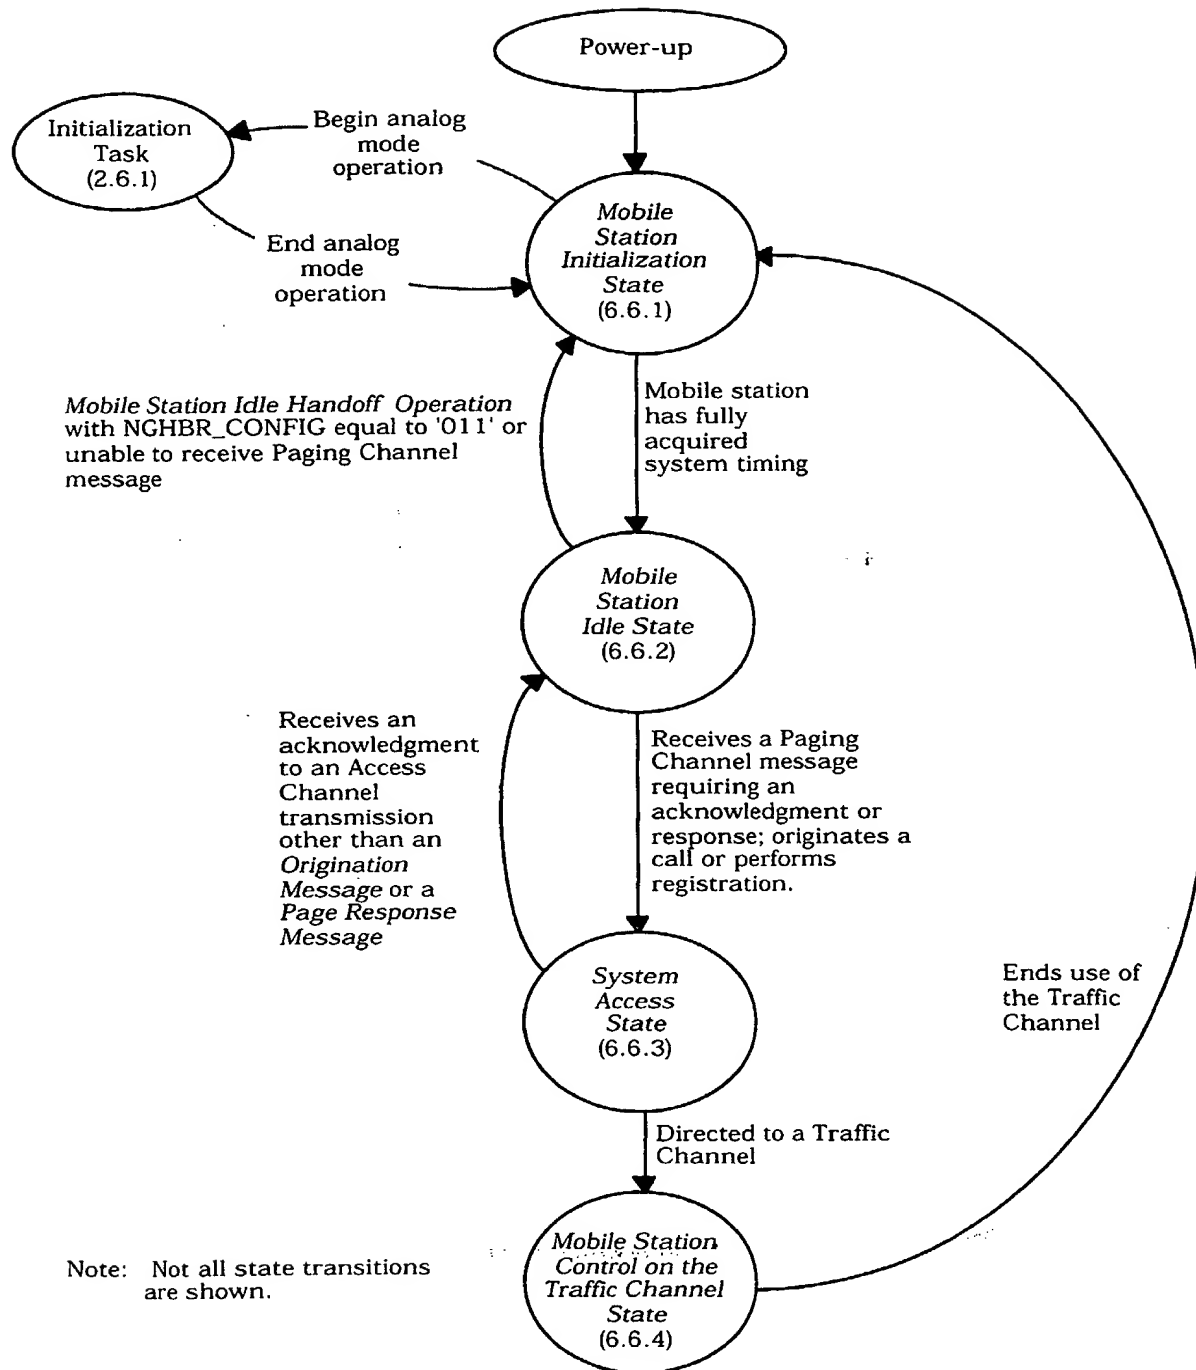 Power-up
Initialization
Task
(2.6.1)
Begin analog
mode
operation
End analog
mode
operation
Mobile
Station
Initialization
State
(6.6.1)
Mobile Station Idle Handoff Operation
with NGHBR_CONFIG equal to '011' or
unable to receive Paging Channel
message
Mobile station
has fully
acquired
system timing
Mobile
Station
Idle State
(6.6.2)
Receives an
acknowledgment
to an Access
Channel
transmission
other than an
Origination
Message or a
Page Response
Message
Receives a Paging
Channel message
requiring an
acknowledgment or
response; originates a
call or performs
registration.
System
Access
State
(6.6.3)
Ends use of
the Traffic
Channel
Directed to a Traffic
Channel
Mobile Station
Control on the
Traffic Channel
State
(6.6.4)
Note: Not all state transitions
are shown.